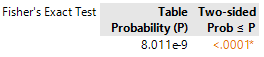 Fisher's Exact Test Table Two-sided
Probability (P) Prob ≤ P
8.011e-9 <.0001*